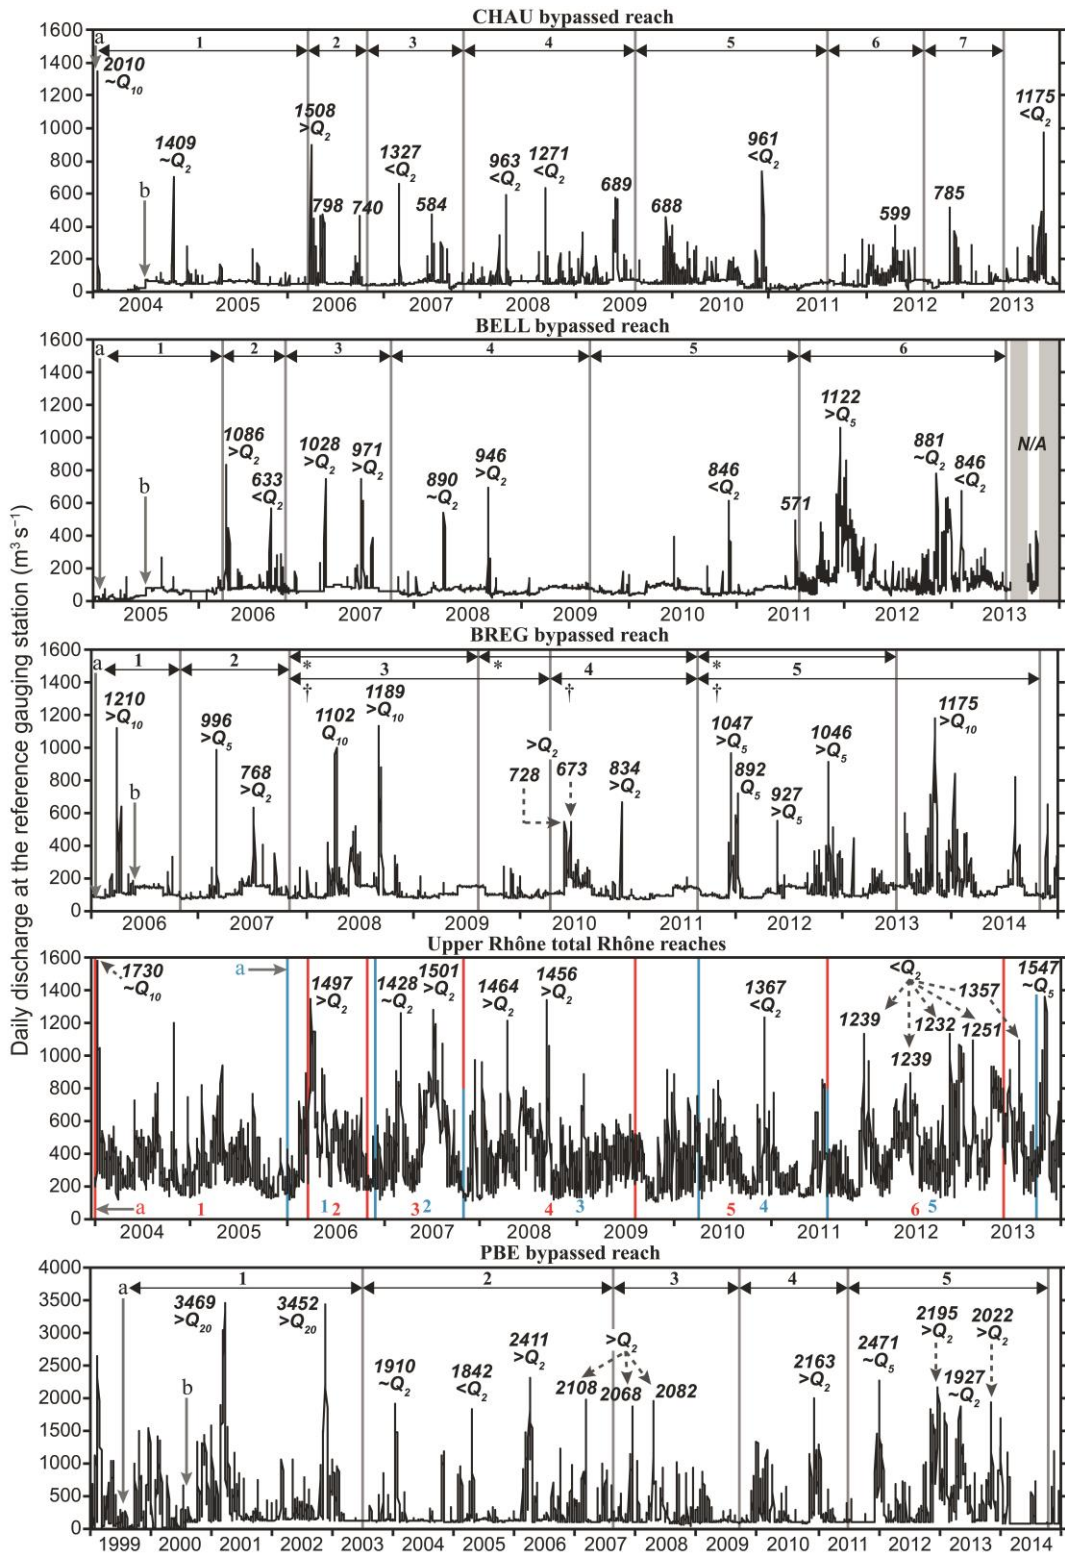 Daily discharge at the reference gauging station (m³ s⁻¹)
CHAU bypassed reach
1600
1400
1200
1000
800
600
400
200
0
a
1
2
3
4
5
6
7
2010
~Q10
b
1409
~Q2
1508
>Q2
798
740
1327
<Q2
584
963
<Q2
1271
<Q2
689
688
961
<Q2
599
785
1175
<Q2
2004 2005 2006 2007 2008 2009 2010 2011 2012 2013
BELL bypassed reach
1600
1400
1200
1000
800
600
400
200
0
a
1
2
3
4
5
6
b
1086
>Q2
633
<Q2
1028
>Q2
971
>Q2
890
~Q2
946
>Q2
846
<Q2
571
1122
>Q5
881
~Q2
846
<Q2
N/A
2005 2006 2007 2008 2009 2010 2011 2012 2013
BREG bypassed reach
1600
1400
1200
1000
800
600
400
200
0
a
1
2
* 3
†
* 4
†
* 5
†
1210
>Q10
b
996
>Q5
768
>Q2
1102
Q10
1189
>Q10
>Q2
728
673
834
>Q2
1047
>Q5
892
Q5
927
>Q5
1046
>Q5
1175
>Q10
2006 2007 2008 2009 2010 2011 2012 2013 2014
Upper Rhône total Rhône reaches
1600
1400
1200
1000
800
600
400
200
0
1730
~Q10
a
1497
>Q2
1428
~Q2
1501
>Q2
1464
>Q2
1456
>Q2
1367
<Q2
<Q2
1239
1239
1232
1251
1357
1547
~Q5
a 1 1 2 3 2 4 3 5 4 6 5
2004 2005 2006 2007 2008 2009 2010 2011 2012 2013
PBE bypassed reach
4000
3500
3000
2500
2000
1500
1000
500
0
a
1
2
3
4
5
b
3469
>Q20
3452
>Q20
1910
~Q2
1842
<Q2
2411
>Q2
>Q2
2108
2068
2082
2163
>Q2
2471
~Q5
2195
>Q2
1927
~Q2
2022
>Q2
1999 2000 2001 2002 2003 2004 2005 2006 2007 2008 2009 2010 2011 2012 2013 2014